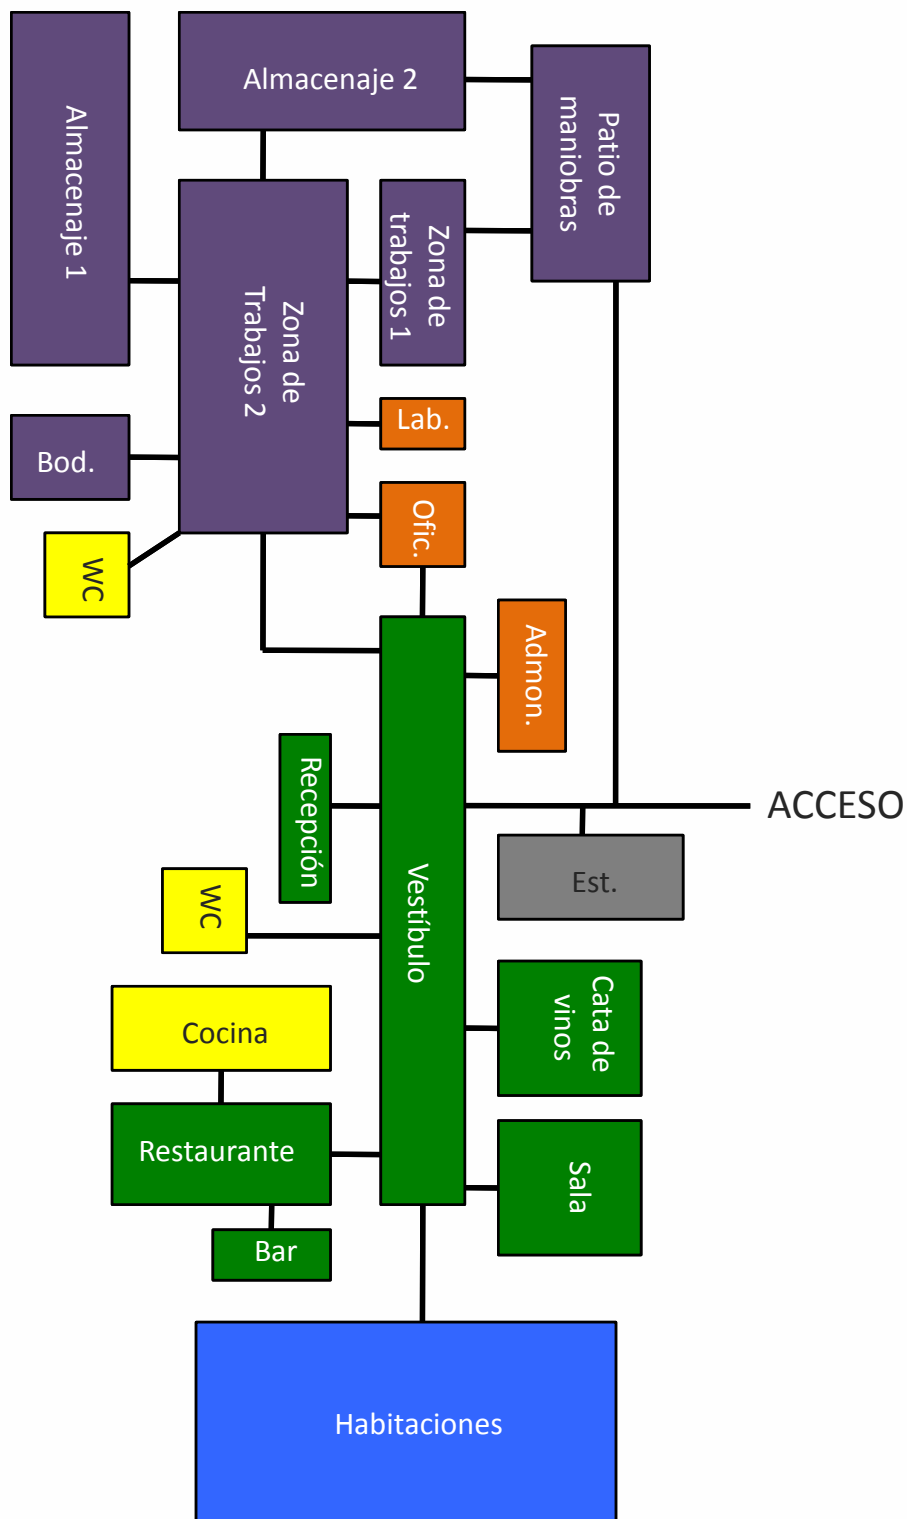 Almacenaje 2
Almacenaje 1
Patio de
maniobras
Zona de
trabajos 1
Zona de
Trabajos 2
Lab.
Bod.
Ofic.
WC
Admon.
Recepción
ACCESO
Vestíbulo
Est.
WC
Cata de
vinos
Cocina
Restaurante
Sala
Bar
Habitaciones